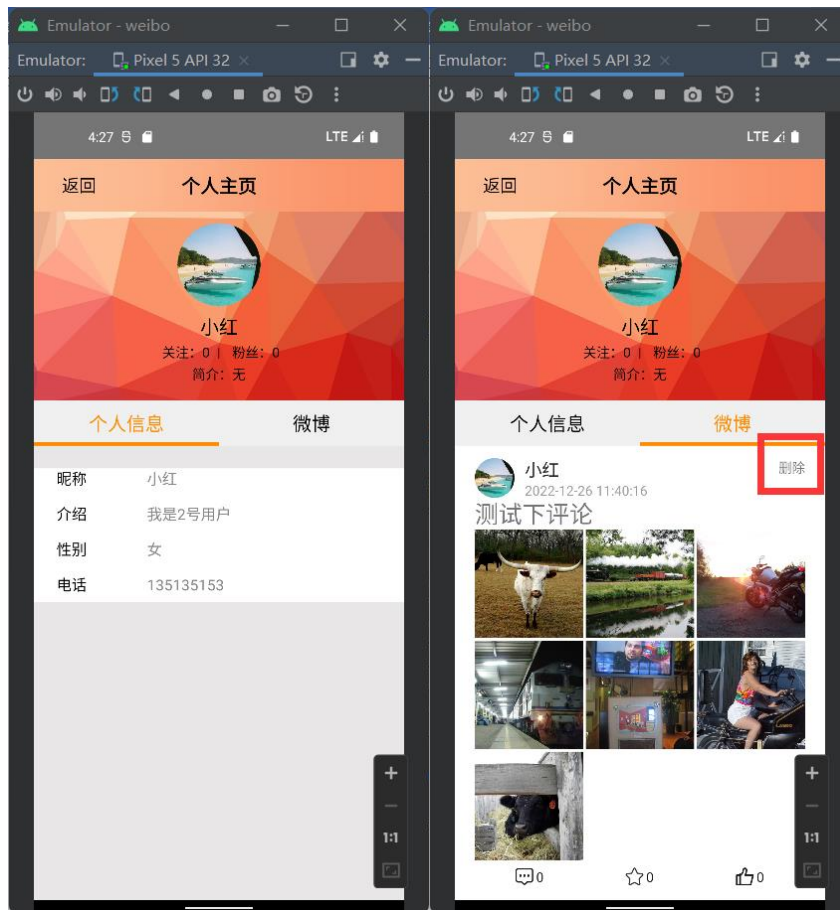 Emulator - weibo
Emulator: Pixel 5 API 32
4:27
LTE
返回
个人主页
小红
关注：0 | 粉丝：0
简介：无
个人信息 微博
昵称 小红
介绍 我是2号用户
性别 女
电话 135135153
1:1
Emulator - weibo
Emulator: Pixel 5 API 32
4:27
LTE
返回
个人主页
小红
关注：0 | 粉丝：0
简介：无
个人信息 微博
小红
删除
2022-12-26 11:40:16
测试下评论
0 0 0
1:1